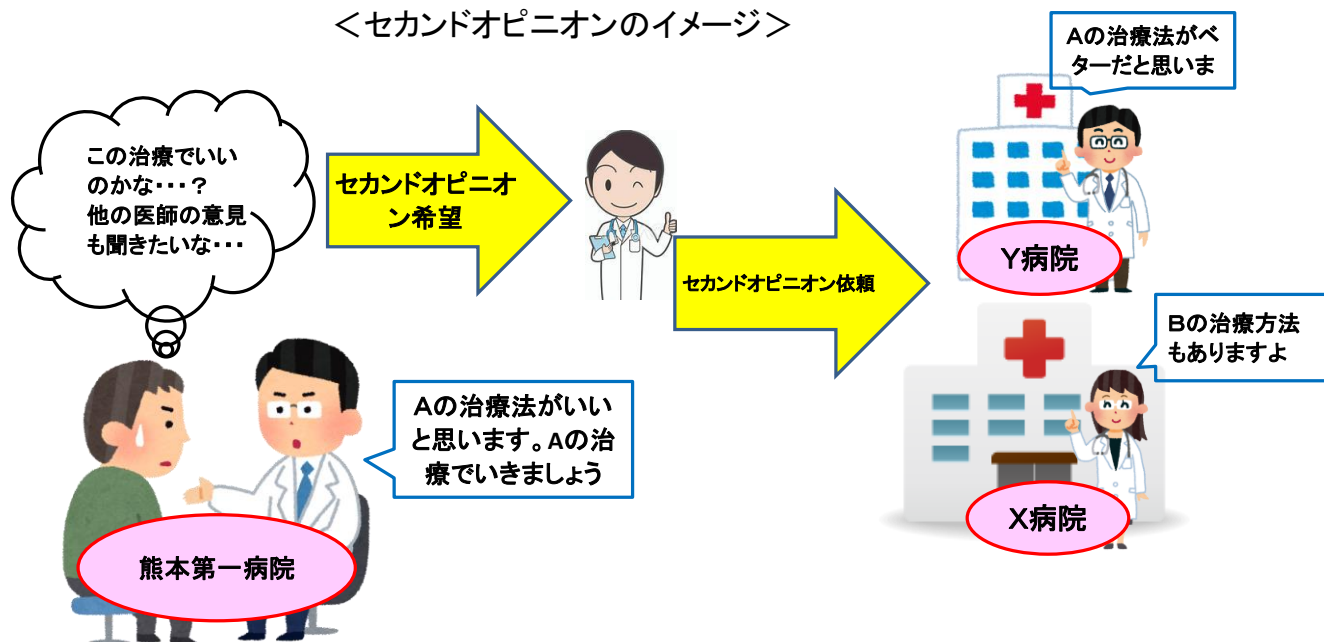 ＜セカンドオピニオンのイメージ＞
この治療でいい
のかな・・・？
他の医師の意見
も聞きたいな・・・
セカンドオピニオ
ン希望
セカンドオピニオン依頼
Aの治療法がベ
ターだと思いま
Y病院
Bの治療方法
もありますよ
X病院
Aの治療法がいい
と思います。Aの治
療でいきましょう
熊本第一病院